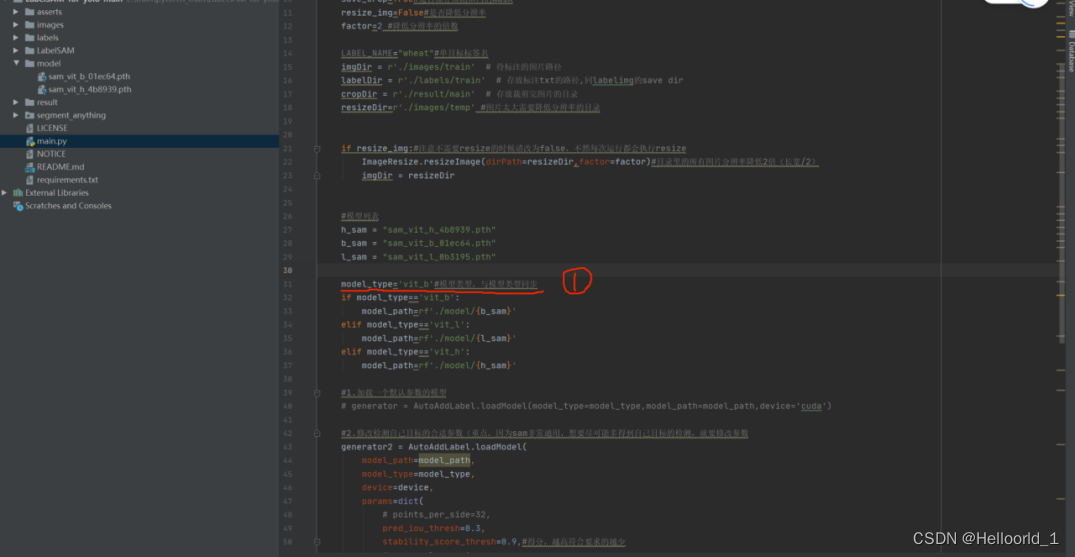 asserts
images
labels
LabelSAM
model
sam_vit_b_01ec64.pth
sam_vit_h_4b8939.pth
result
segment_anything
LICENSE
main.py
NOTICE
README.md
requirements.txt
External Libraries
Scratches and Consoles
11 resize_img=False#是否降低分辨率
12 factor=2 #降低分辨率的倍数
13
14 LABEL_NAME="wheat"#单目标标签名
15 imgDir = r'./images/train' # 待标注的图片路径
16 labelDir = r'./labels/train' # 存放标注txt的路径,同labelimg的save dir
17 cropDir = r'./result/main' # 存放裁剪完图片的目录
18 resizeDir=r'./images/temp' #图片太大需要降低分辨率的目录
19
20
21 if resize_img:#注意不需要resize的时候请改为false，不然每次运行都会执行resize
22 ImageResize.resizeImage(dirPath=resizeDir,factor=factor)#目录里的所有图片分辨率降低2倍（长宽/2）
23 imgDir = resizeDir
24
25
26 #模型列表
27 h_sam = "sam_vit_h_4b8939.pth"
28 b_sam = "sam_vit_b_01ec64.pth"
29 l_sam = "sam_vit_l_0b3195.pth"
30
31 model_type='vit_b'#模型类型，与模型类型同步
①
32 if model_type=='vit_b':
33 model_path=rf'./model/{b_sam}'
34 elif model_type=='vit_l':
35 model_path=rf'./model/{l_sam}'
36 elif model_type=='vit_h':
37 model_path=rf'./model/{h_sam}'
38
39 #1.加载一个默认参数的模型
40 # generator = AutoAddLabel.loadModel(model_type=model_type,model_path=model_path,device='cuda')
41
42 #2.修改检测自己目标的合适参数（重点，因为sam非常通用，想要尽可能多得到自己目标的检测，就要修改参数
43 generator2 = AutoAddLabel.loadModel(
44 model_path=model_path,
45 model_type=model_type,
46 device=device,
47 params=dict(
48 # points_per_side=32,
49 pred_iou_thresh=0.3,
50 stability_score_thresh=0.9,#得分，越高符合要求的越少
Database
CSDN @Helloorld_1